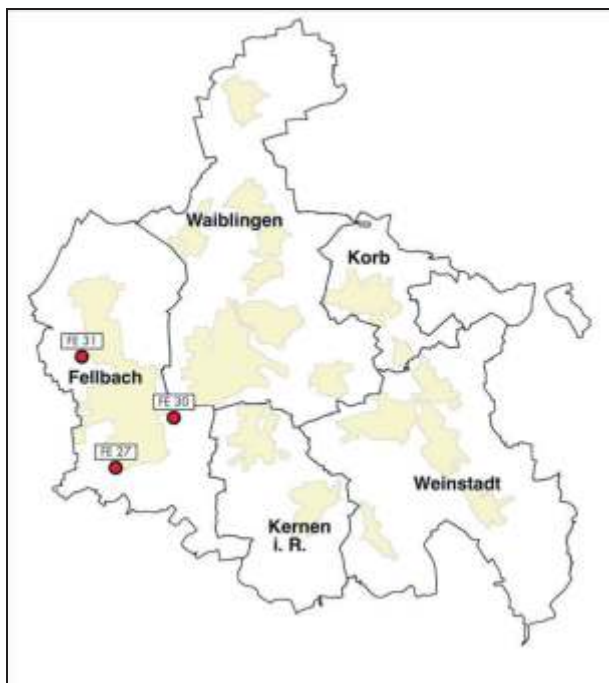 Waiblingen
Korb
FE 31
Fellbach
FE 30
FE 27
Weinstadt
Kernen
i. R.